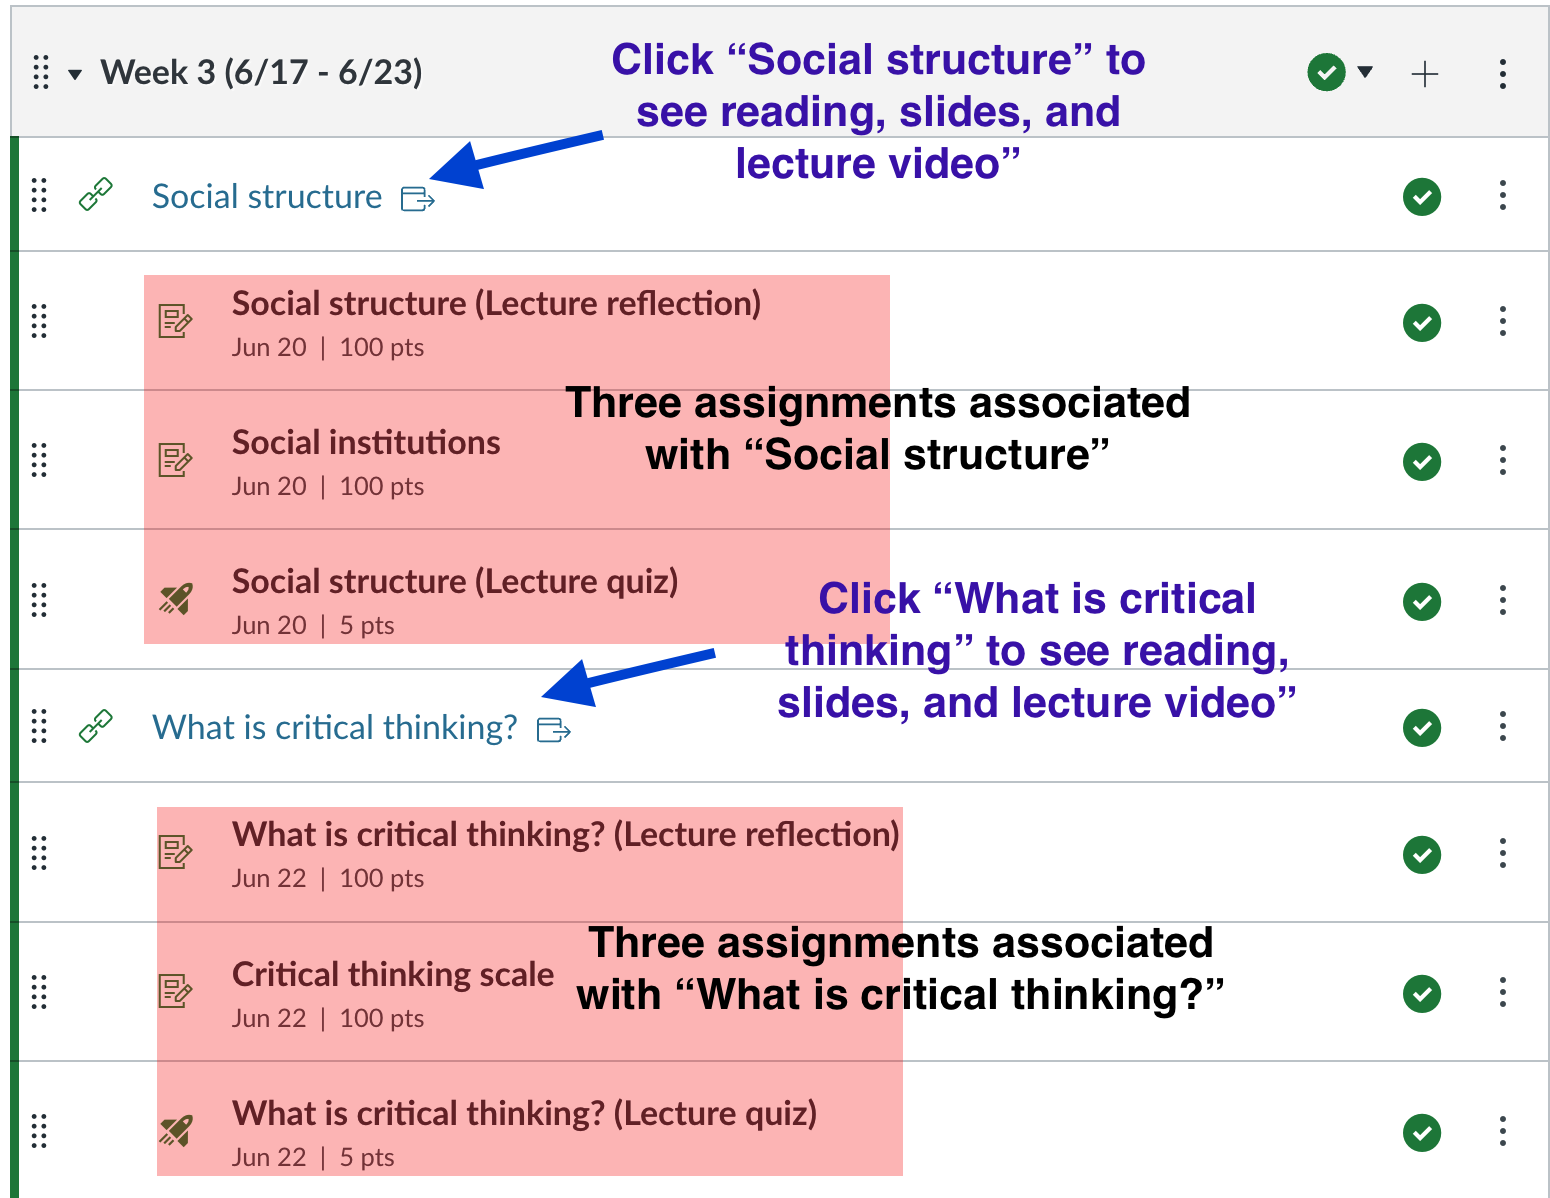 Week 3 (6/17 - 6/23)
Click “Social structure” to
see reading, slides, and
lecture video”
Social structure
Social structure (Lecture reflection)
Jun 20 | 100 pts
Three assignments associated
with “Social structure”
Social institutions
Jun 20 | 100 pts
Social structure (Lecture quiz)
Jun 20 | 5 pts
Click “What is critical
thinking” to see reading,
slides, and lecture video”
What is critical thinking?
What is critical thinking? (Lecture reflection)
Jun 22 | 100 pts
Three assignments associated
with “What is critical thinking?”
Critical thinking scale
Jun 22 | 100 pts
What is critical thinking? (Lecture quiz)
Jun 22 | 5 pts